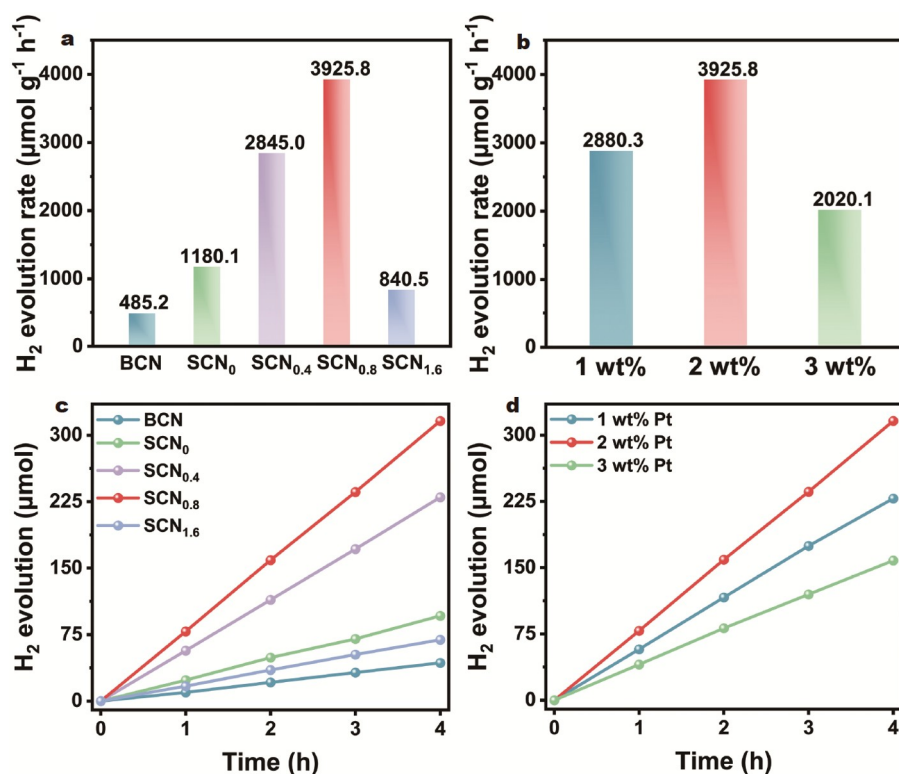 a
H₂ evolution rate (μmol g⁻¹ h⁻¹)
4000
3000
2000
1000
0
485.2
1180.1
2845.0
3925.8
840.5
BCN SCN₀ SCN₀.₄ SCN₀.₈ SCN₁.₆
b
H₂ evolution rate (μmol g⁻¹ h⁻¹)
4000
3000
2000
1000
0
2880.3
3925.8
2020.1
1 wt% 2 wt% 3 wt%
c
H₂ evolution (μmol)
300
225
150
75
0
BCN
SCN₀
SCN₀.₄
SCN₀.₈
SCN₁.₆
0 1 2 3 4
Time (h)
d
H₂ evolution (μmol)
300
225
150
75
0
1 wt% Pt
2 wt% Pt
3 wt% Pt
0 1 2 3 4
Time (h)